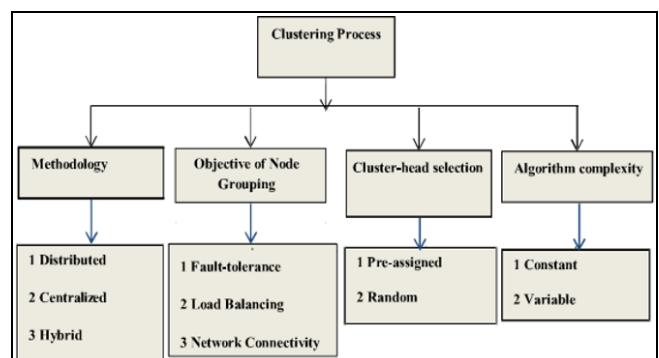 Clustering Process
Methodology
Objective of Node
Grouping
Cluster-head selection
Algorithm complexity
1 Distributed
2 Centralized
3 Hybrid
1 Fault-tolerance
2 Load Balancing
3 Network Connectivity
1 Pre-assigned
2 Random
1 Constant
2 Variable